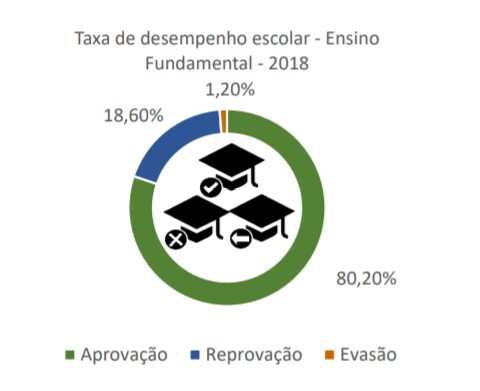 Taxa de desempenho escolar - Ensino
Fundamental - 2018
1,20%
18,60%
80,20%
Aprovação Reprovação Evasão